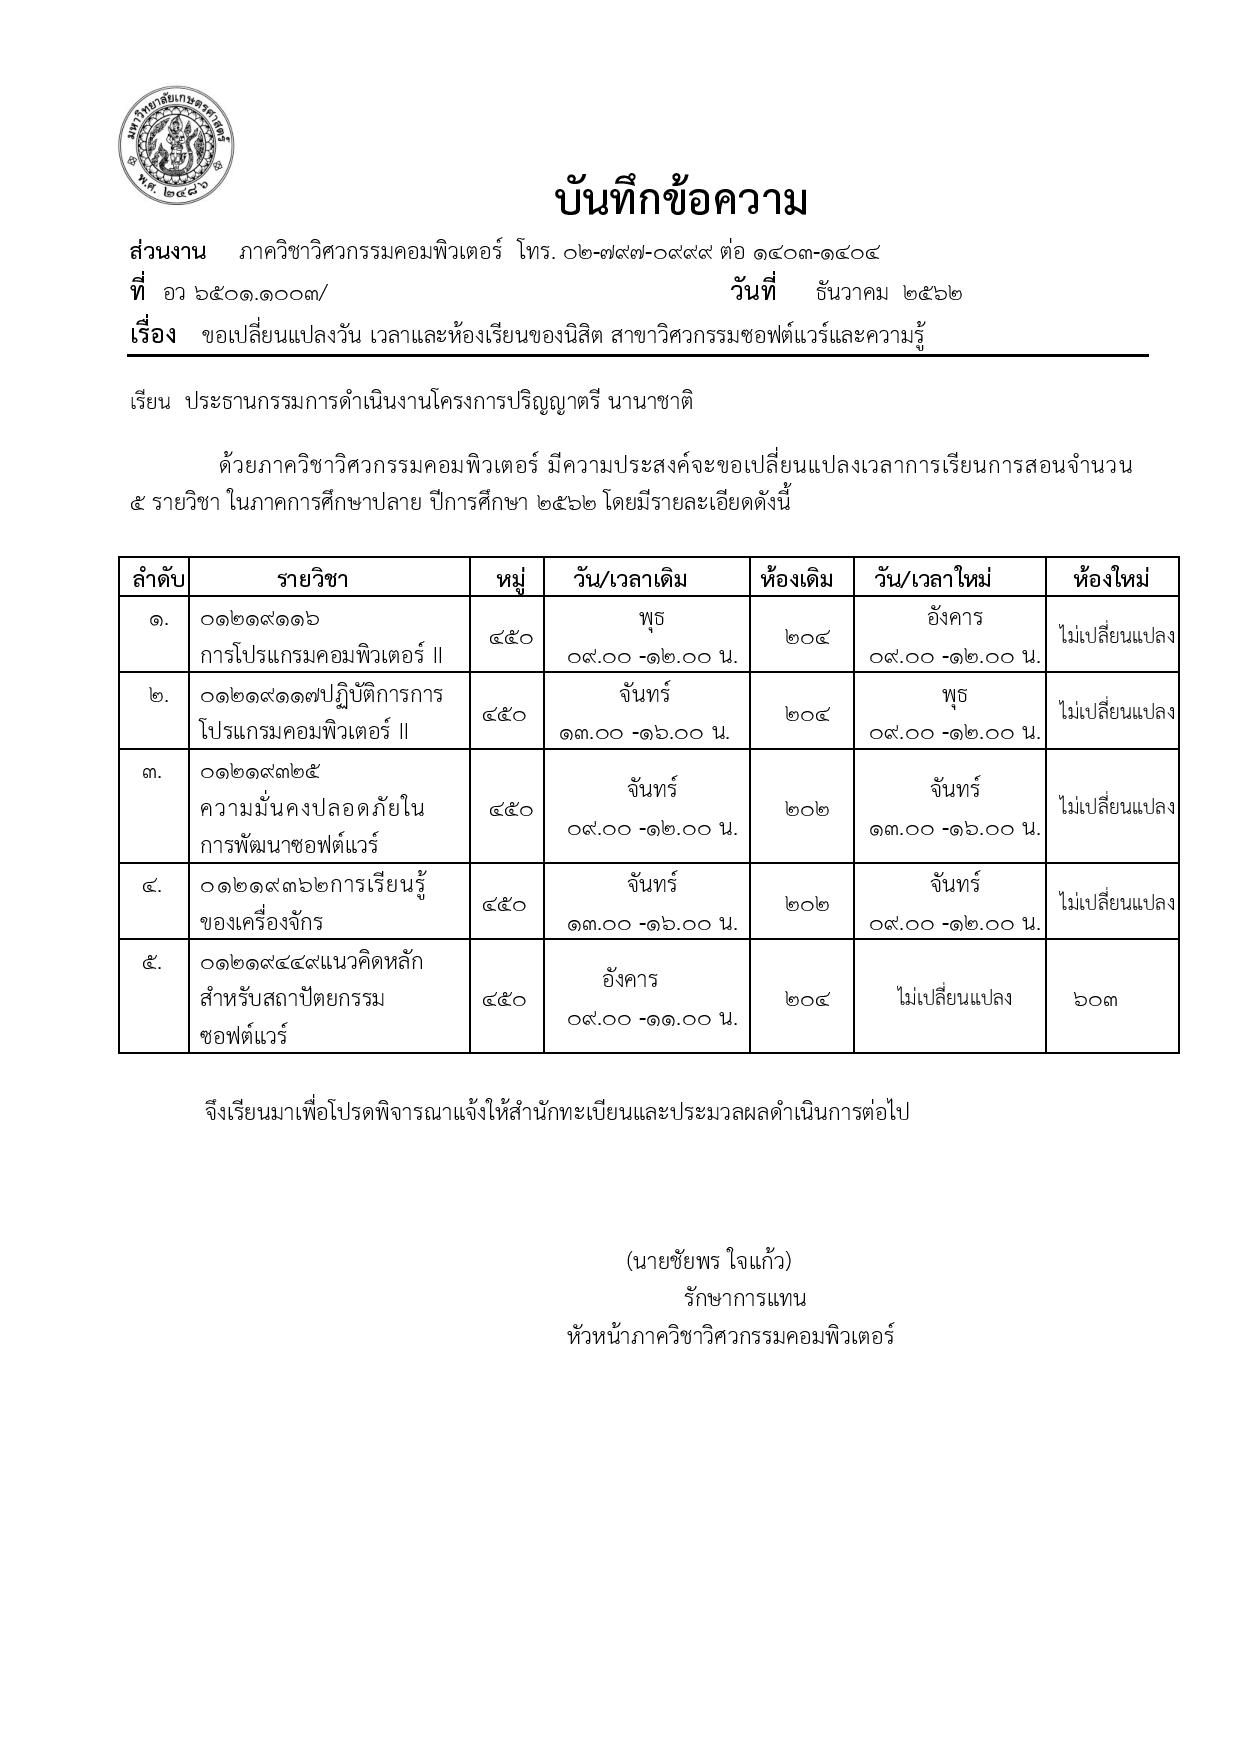 มหาวิทยาลัยเกษตรศาสตร์
พ.ศ. ๒๔๘๖
บันทึกข้อความ
ส่วนงาน ภาควิชาวิศวกรรมคอมพิวเตอร์ โทร. ๐๒-๗๙๗-๐๙๙๙ ต่อ ๑๔๐๓-๑๔๐๔
ที่ อว ๖๕๐๑.๑๐๐๓/ วันที่ ธันวาคม ๒๕๖๒
เรื่อง ขอเปลี่ยนแปลงวัน เวลาและห้องเรียนของนิสิต สาขาวิศวกรรมซอฟต์แวร์และความรู้
เรียน ประธานกรรมการดำเนินงานโครงการปริญญาตรี นานาชาติ
ด้วยภาควิชาวิศวกรรมคอมพิวเตอร์ มีความประสงค์จะขอเปลี่ยนแปลงเวลาการเรียนการสอนจำนวน
๕ รายวิชา ในภาคการศึกษาปลาย ปีการศึกษา ๒๕๖๒ โดยมีรายละเอียดดังนี้
ลำดับ รายวิชา หมู่ วัน/เวลาเดิม ห้องเดิม วัน/เวลาใหม่ ห้องใหม่
๑. ๐๑๒๑๙๑๑๖ พุธ อังคาร
๔๕๐ ๒๐๔ ไม่เปลี่ยนแปลง
การโปรแกรมคอมพิวเตอร์ II ๐๙.๐๐ -๑๒.๐๐ น. ๐๙.๐๐ -๑๒.๐๐ น.
๒. ๐๑๒๑๙๑๑๗ปฏิบัติการการ จันทร์ พุธ
๔๕๐ ๒๐๔ ไม่เปลี่ยนแปลง
โปรแกรมคอมพิวเตอร์ II ๑๓.๐๐ -๑๖.๐๐ น. ๐๙.๐๐ -๑๒.๐๐ น.
๓. ๐๑๒๑๙๓๒๕
จันทร์ จันทร์
ความมั่นคงปลอดภัยใน ๔๕๐ ๒๐๒ ไม่เปลี่ยนแปลง
๐๙.๐๐ -๑๒.๐๐ น. ๑๓.๐๐ -๑๖.๐๐ น.
การพัฒนาซอฟต์แวร์
๔. ๐๑๒๑๙๓๖๒การเรียนรู้ จันทร์ จันทร์
๔๕๐ ๒๐๒ ไม่เปลี่ยนแปลง
ของเครื่องจักร ๑๓.๐๐ -๑๖.๐๐ น. ๐๙.๐๐ -๑๒.๐๐ น.
๕. ๐๑๒๑๙๔๔๙แนวคิดหลัก
อังคาร
สำหรับสถาปัตยกรรม ๔๕๐ ๒๐๔ ไม่เปลี่ยนแปลง ๖๐๓
๐๙.๐๐ -๑๑.๐๐ น.
ซอฟต์แวร์
จึงเรียนมาเพื่อโปรดพิจารณาแจ้งให้สำนักทะเบียนและประมวลผลดำเนินการต่อไป
(นายชัยพร ใจแก้ว)
รักษาการแทน
หัวหน้าภาควิชาวิศวกรรมคอมพิวเตอร์